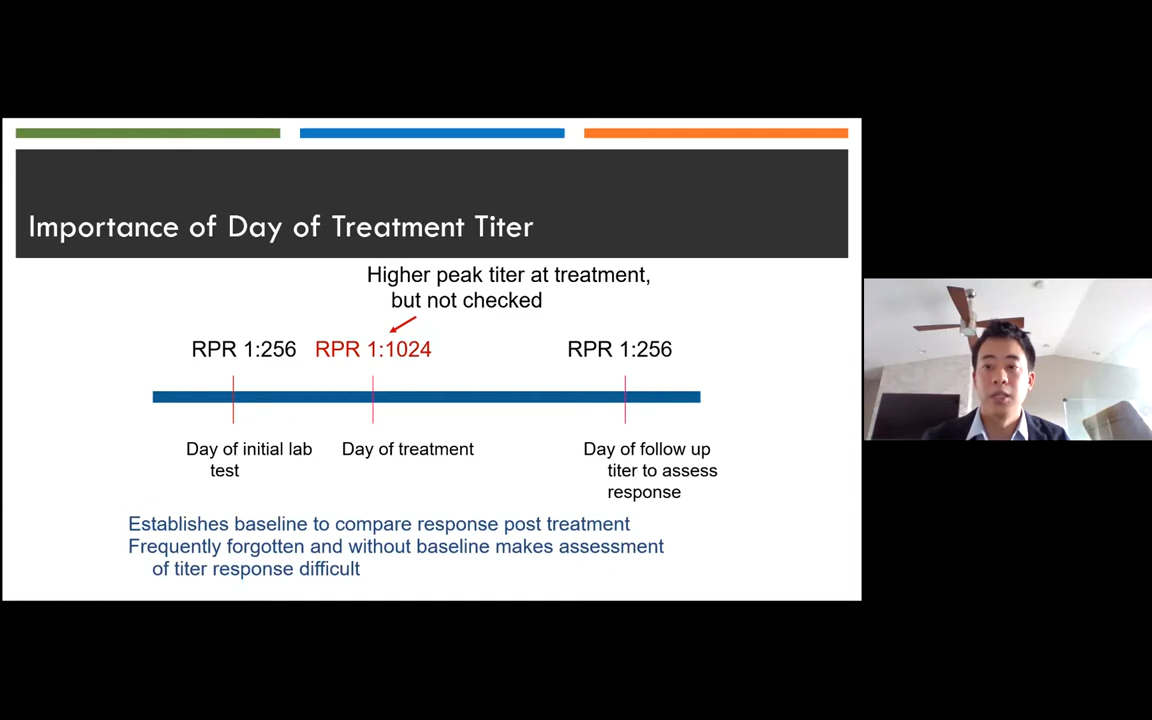 Importance of Day of Treatment Titer
Higher peak titer at treatment,
but not checked
RPR 1:256
RPR 1:1024
RPR 1:256
Day of initial lab
test
Day of treatment
Day of follow up
titer to assess
response
Establishes baseline to compare response post treatment
Frequently forgotten and without baseline makes assessment
of titer response difficult